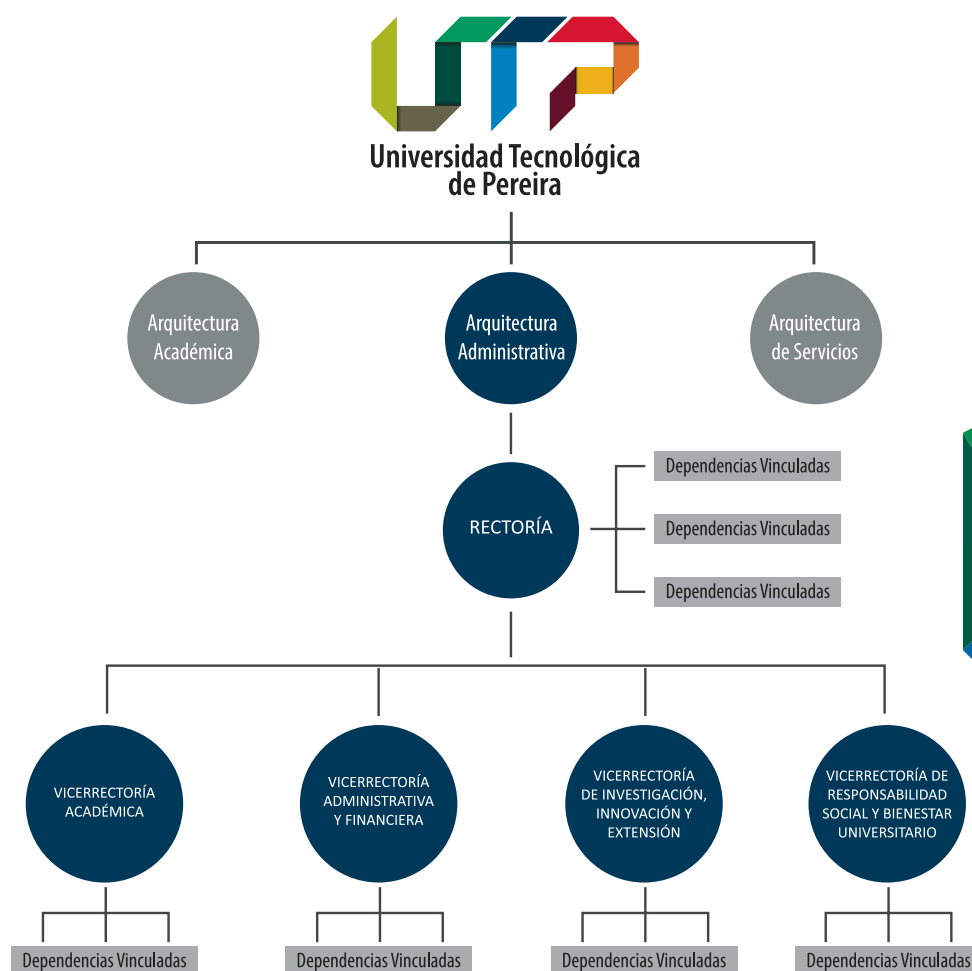 UTP
Universidad Tecnológica
de Pereira
Arquitectura
Académica
Arquitectura
Administrativa
Arquitectura
de Servicios
RECTORÍA
Dependencias Vinculadas
Dependencias Vinculadas
Dependencias Vinculadas
VICERRECTORÍA
ACADÉMICA
VICERRECTORÍA
ADMINISTRATIVA
Y FINANCIERA
VICERRECTORÍA
DE INVESTIGACIÓN,
INNOVACIÓN Y
EXTENSIÓN
VICERRECTORÍA DE
RESPONSABILIDAD
SOCIAL Y BIENESTAR
UNIVERSITARIO
Dependencias Vinculadas
Dependencias Vinculadas
Dependencias Vinculadas
Dependencias Vinculadas